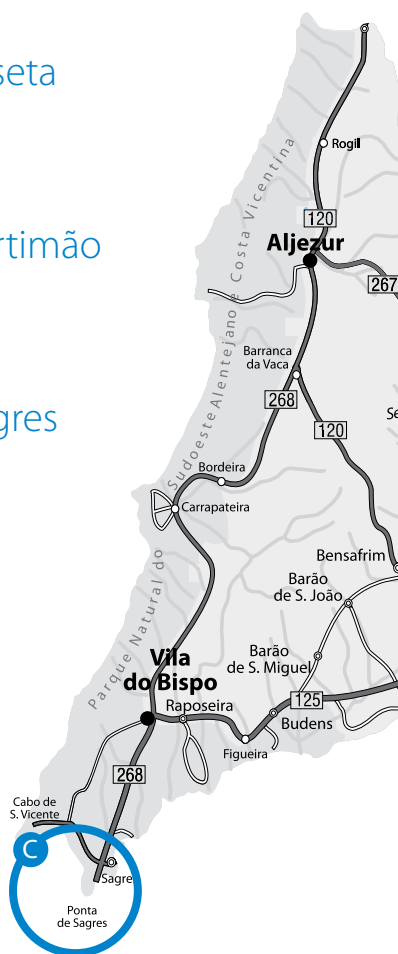 seta
rtimão
gres
Rogil
120
Aljezur
267
Barranca
da Vaca
268
120
Se
Bordeira
Carrapateira
Sudoeste Alentejano e Costa Vicentina
Parque Natural do
Bensafrim
Barão
de S. João
Barão
de S. Miguel
Vila
do Bispo
Raposeira
125
Budens
Figueira
268
Cabo de
S. Vicente
C
Sagre
Ponta
de Sagres